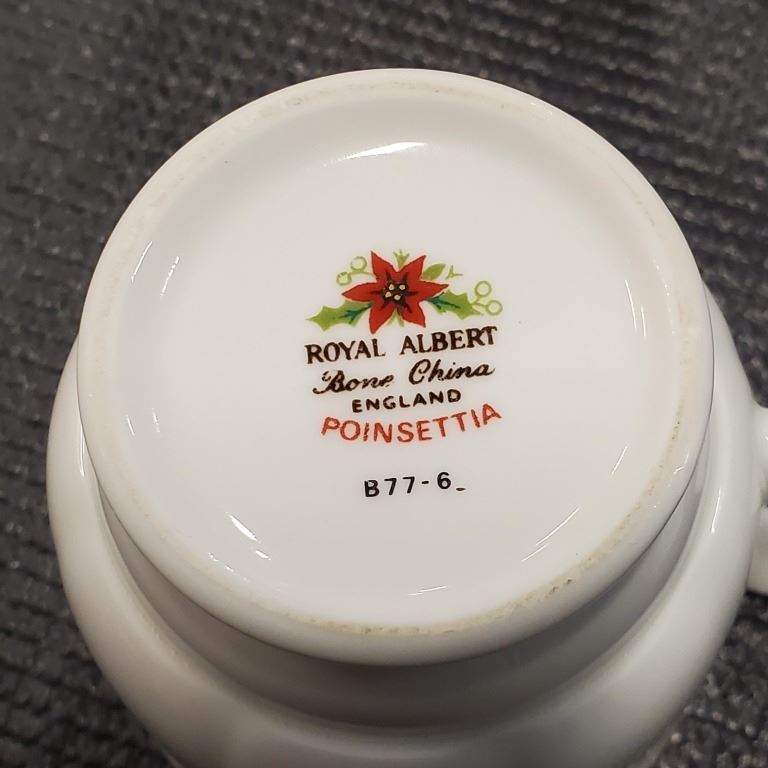 ROYAL ALBERT
Bone China
ENGLAND
POINSETTIA
B77-6